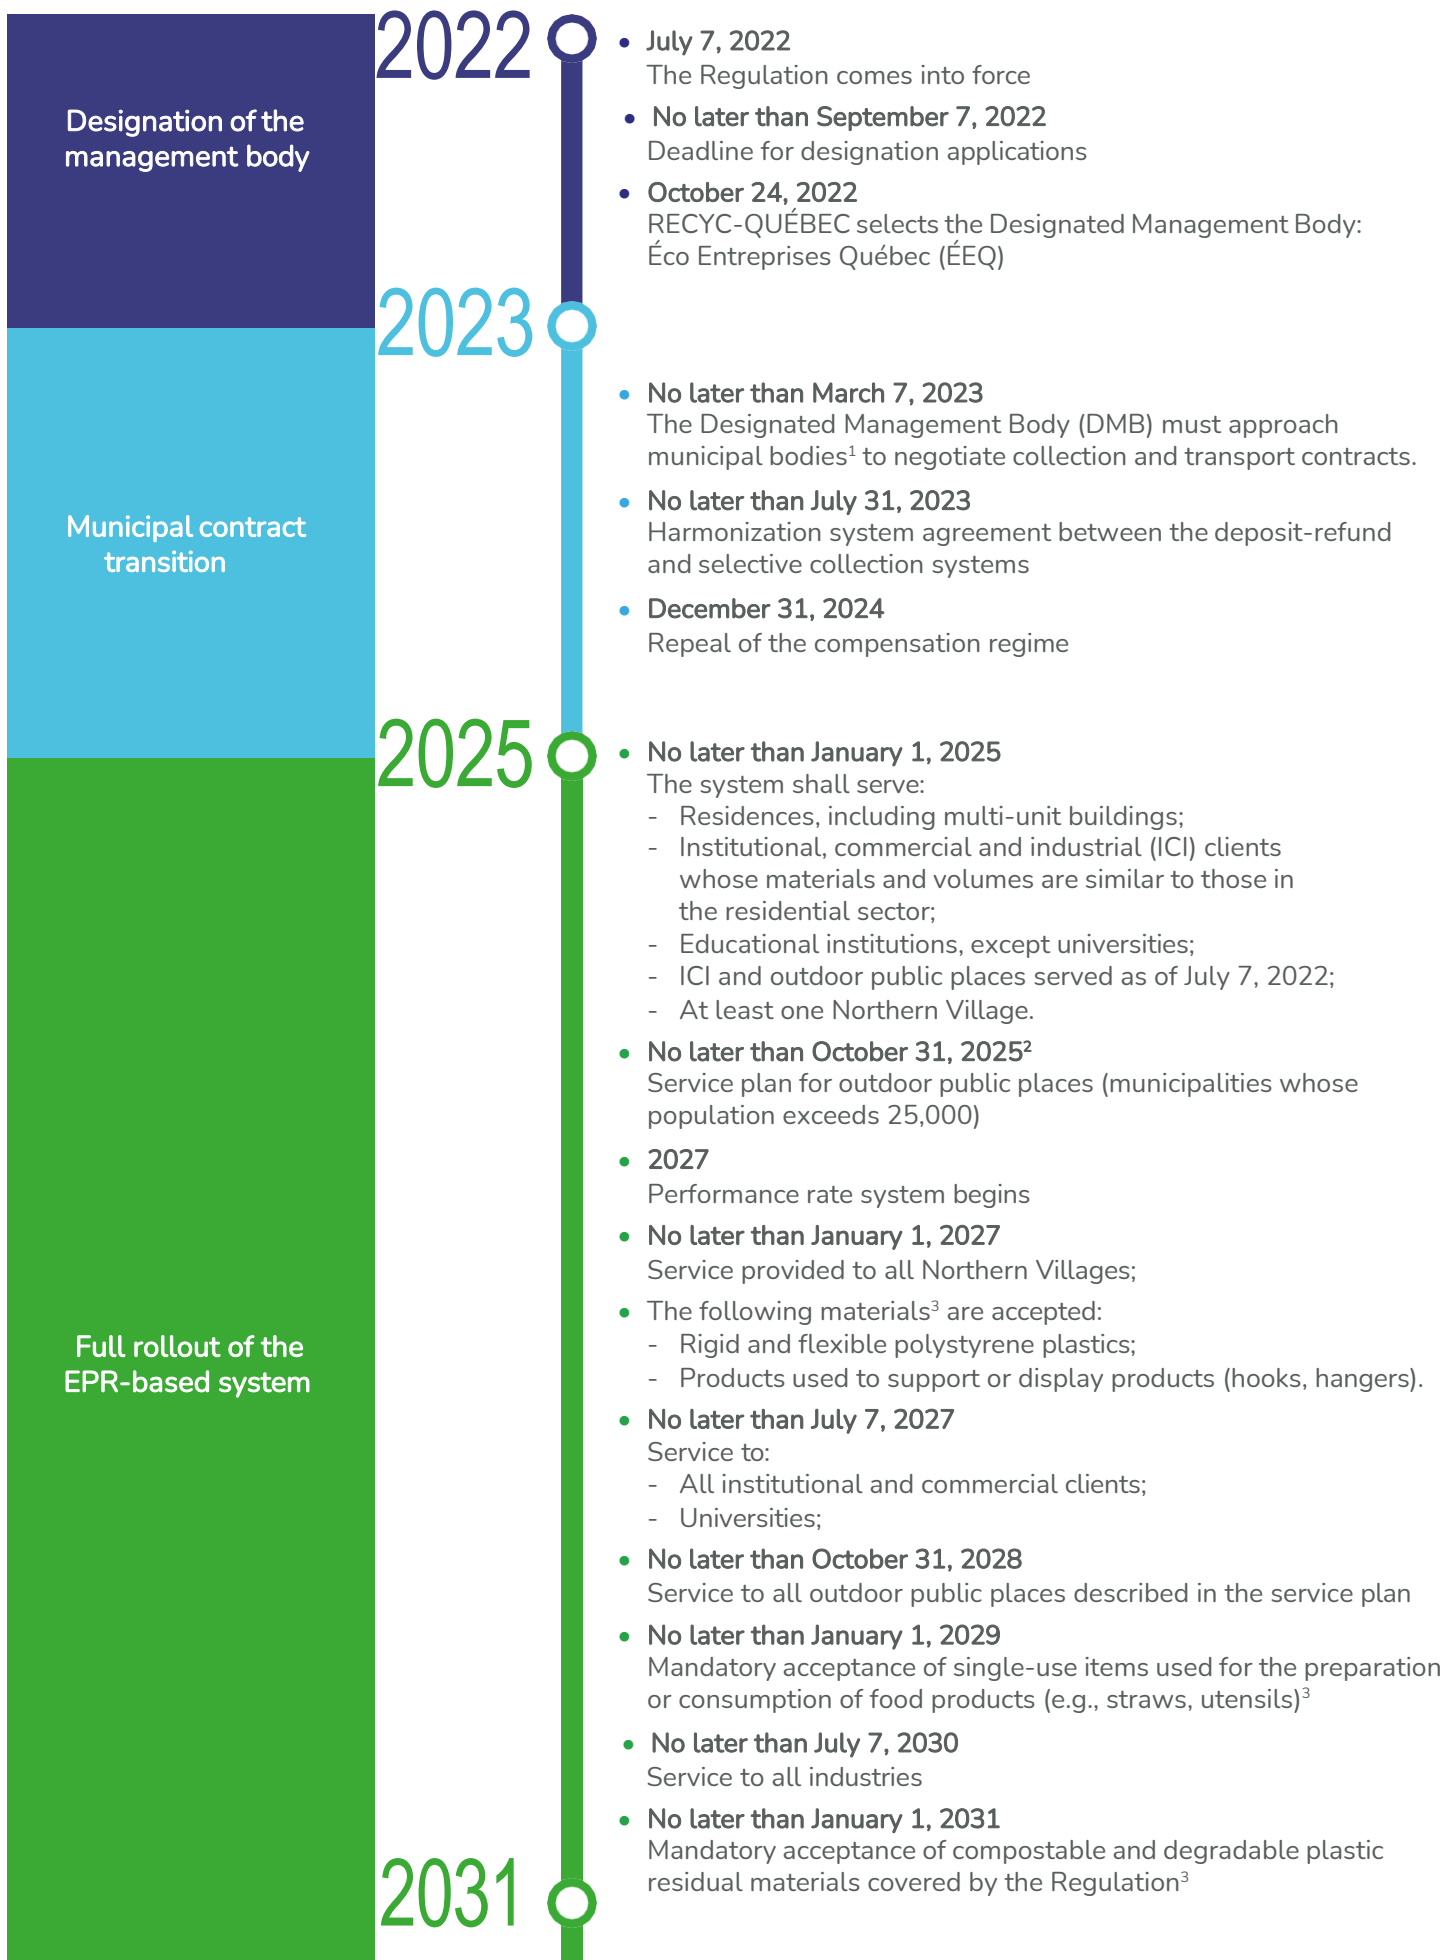 2022
Designation of the
management body
• July 7, 2022
The Regulation comes into force
• No later than September 7, 2022
Deadline for designation applications
• October 24, 2022
RECYC-QUÉBEC selects the Designated Management Body:
Éco Entreprises Québec (ÉEQ)
2023
Municipal contract
transition
• No later than March 7, 2023
The Designated Management Body (DMB) must approach
municipal bodies¹ to negotiate collection and transport contracts.
• No later than July 31, 2023
Harmonization system agreement between the deposit-refund
and selective collection systems
• December 31, 2024
Repeal of the compensation regime
2025
Full rollout of the
EPR-based system
• No later than January 1, 2025
The system shall serve:
- Residences, including multi-unit buildings;
- Institutional, commercial and industrial (ICI) clients
whose materials and volumes are similar to those in
the residential sector;
- Educational institutions, except universities;
- ICI and outdoor public places served as of July 7, 2022;
- At least one Northern Village.
• No later than October 31, 2025²
Service plan for outdoor public places (municipalities whose
population exceeds 25,000)
• 2027
Performance rate system begins
• No later than January 1, 2027
Service provided to all Northern Villages;
• The following materials³ are accepted:
- Rigid and flexible polystyrene plastics;
- Products used to support or display products (hooks, hangers).
• No later than July 7, 2027
Service to:
- All institutional and commercial clients;
- Universities;
• No later than October 31, 2028
Service to all outdoor public places described in the service plan
• No later than January 1, 2029
Mandatory acceptance of single-use items used for the preparation
or consumption of food products (e.g., straws, utensils)³
• No later than July 7, 2030
Service to all industries
• No later than January 1, 2031
Mandatory acceptance of compostable and degradable plastic
residual materials covered by the Regulation³
2031